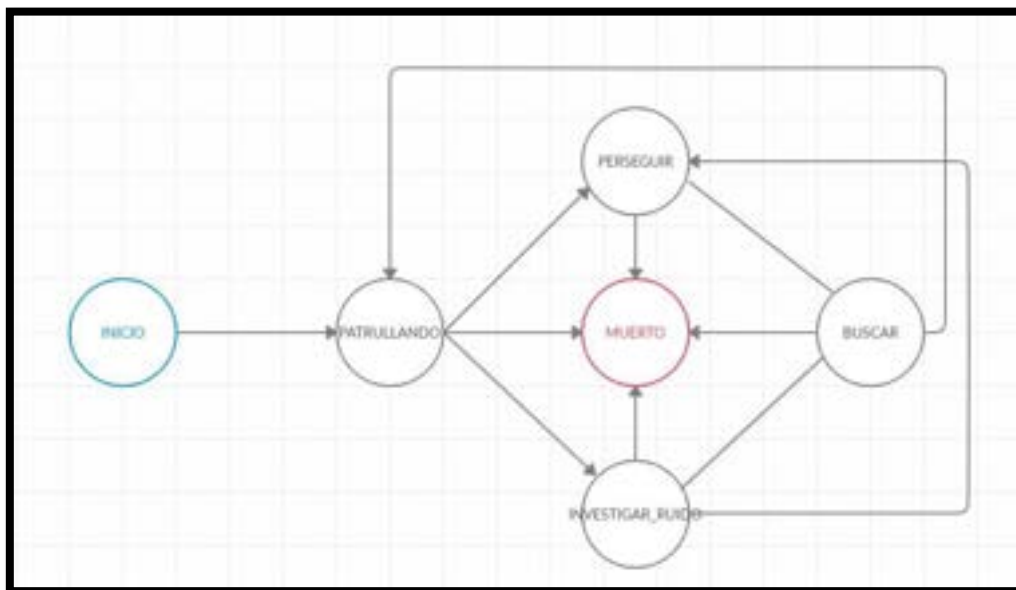 PERSEGUIR
INICIO
PATRULLANDO
MUERTO
BUSCAR
INVESTIGAR_RUIDO